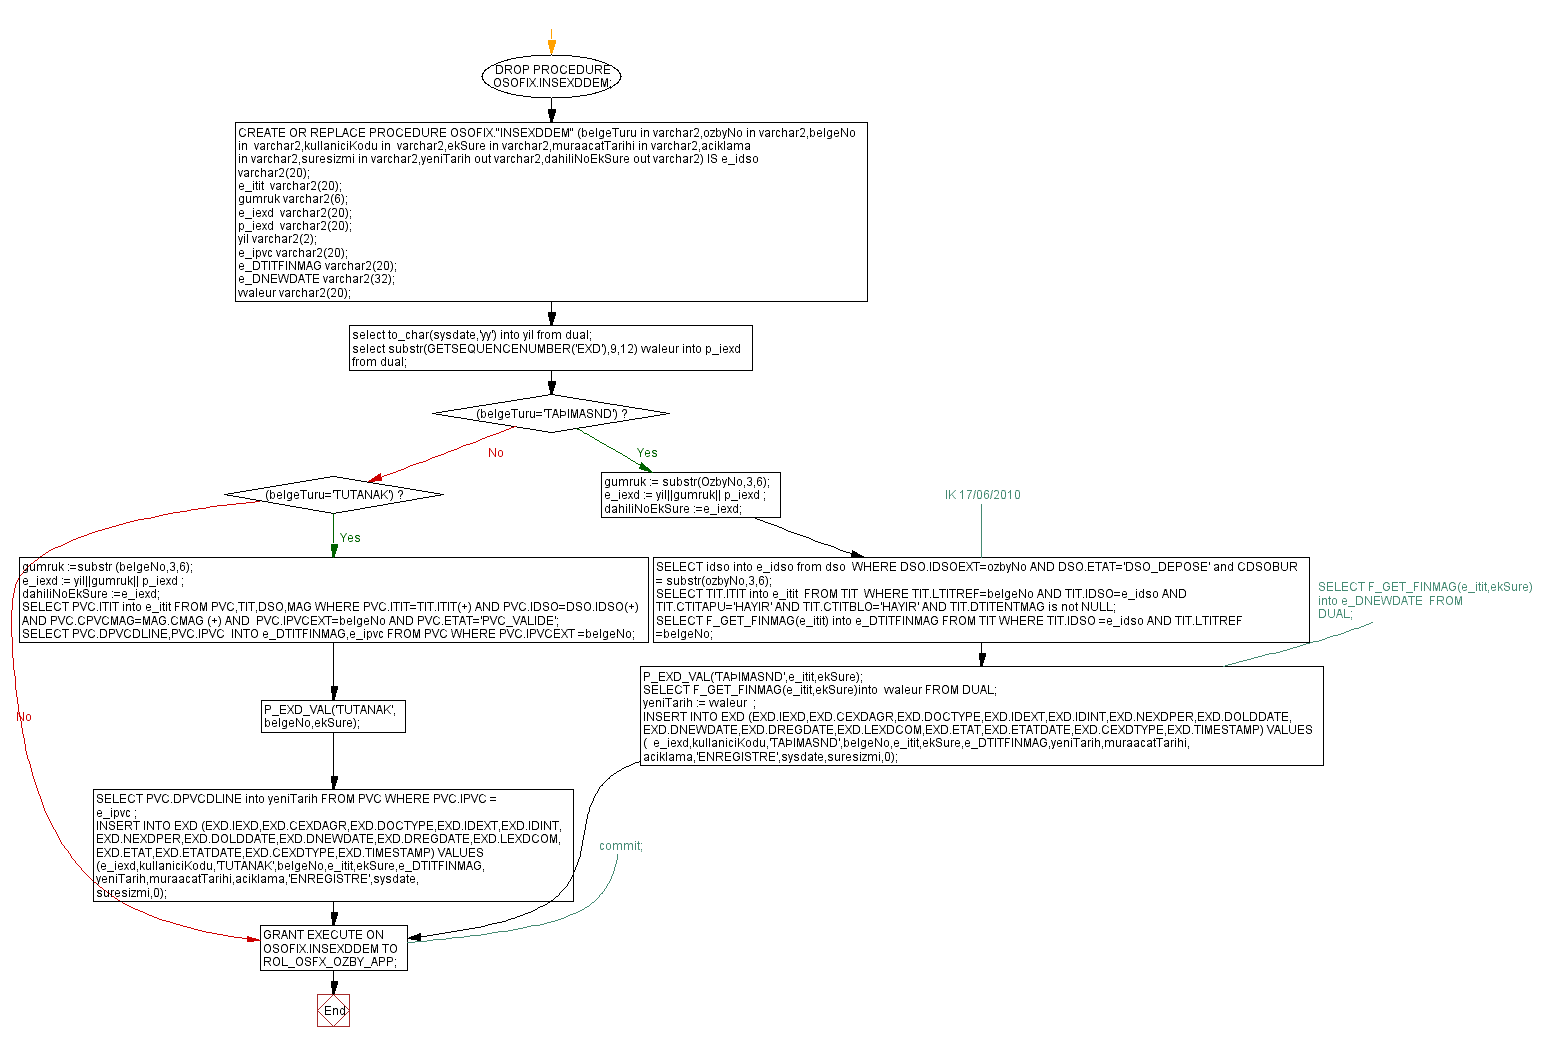 DROP PROCEDURE
OSOFIX.INSEXDDEM;
CREATE OR REPLACE PROCEDURE OSOFIX."INSEXDDEM" (belgeTuru in varchar2,ozbyNo in varchar2,belgeNo
in  varchar2,kullaniciKodu in  varchar2,ekSure in varchar2,muraacatTarihi in varchar2,aciklama
in varchar2,suresizmi in varchar2,yeniTarih out varchar2,dahiliNoEkSure out varchar2) IS e_idso
varchar2(20);
e_itit  varchar2(20);
gumruk varchar2(6);
e_iexd  varchar2(20);
p_iexd  varchar2(20);
yil varchar2(2);
e_ipvc varchar2(20);
e_DTITFINMAG varchar2(20);
e_DNEWDATE varchar2(32);
vvaleur varchar2(20);
select to_char(sysdate,'yy') into yil from dual;
select substr(GETSEQUENCENUMBER('EXD'),9,12) vvaleur into p_iexd
from dual;
(belgeTuru='TAÞIMASND') ?
No
Yes
(belgeTuru='TUTANAK') ?
gumruk := substr(OzbyNo,3,6);
e_iexd := yil||gumruk|| p_iexd ;
dahiliNoEkSure :=e_iexd;
IK 17/06/2010
Yes
gumruk :=substr (belgeNo,3,6);
e_iexd := yil||gumruk|| p_iexd ;
dahiliNoEkSure :=e_iexd;
SELECT PVC.ITIT into e_itit FROM PVC,TIT,DSO,MAG WHERE PVC.ITIT=TIT.ITIT(+) AND PVC.IDSO=DSO.IDSO(+)
AND PVC.CPVCMAG=MAG.CMAG (+) AND  PVC.IPVCEXT=belgeNo AND PVC.ETAT='PVC_VALIDE';
SELECT PVC.DPVCDLINE,PVC.IPVC  INTO e_DTITFINMAG,e_ipvc FROM PVC WHERE PVC.IPVCEXT =belgeNo;
SELECT idso into e_idso from dso  WHERE DSO.IDSOEXT=ozbyNo AND DSO.ETAT='DSO_DEPOSE' and CDSOBUR
= substr(ozbyNo,3,6);
SELECT TIT.ITIT into e_itit  FROM TIT  WHERE TIT.LTITREF=belgeNo AND TIT.IDSO=e_idso AND
TIT.CTITAPU='HAYIR' AND TIT.CTITBLO='HAYIR' AND TIT.DTITENTMAG is not NULL;
SELECT F_GET_FINMAG(e_itit) into e_DTITFINMAG FROM TIT WHERE TIT.IDSO =e_idso AND TIT.LTITREF
=belgeNo;
SELECT F_GET_FINMAG(e_itit,ekSure)
into e_DNEWDATE  FROM
DUAL;
P_EXD_VAL('TAÞIMASND',e_itit,ekSure);
SELECT F_GET_FINMAG(e_itit,ekSure)into  vvaleur FROM DUAL;
yeniTarih := vvaleur  ;
INSERT INTO EXD (EXD.IEXD,EXD.CEXDAGR,EXD.DOCTYPE,EXD.IDEXT,EXD.IDINT,EXD.NEXDPER,EXD.DOLDDATE,
EXD.DNEWDATE,EXD.DREGDATE,EXD.LEXDCOM,EXD.ETAT,EXD.ETATDATE,EXD.CEXDTYPE,EXD.TIMESTAMP) VALUES
(  e_iexd,kullaniciKodu,'TAÞIMASND',belgeNo,e_itit,ekSure,e_DTITFINMAG,yeniTarih,muraacatTarihi,
aciklama,'ENREGISTRE',sysdate,suresizmi,0);
No
P_EXD_VAL('TUTANAK',
belgeNo,ekSure);
SELECT PVC.DPVCDLINE into yeniTarih FROM PVC WHERE PVC.IPVC =
e_ipvc ;
INSERT INTO EXD (EXD.IEXD,EXD.CEXDAGR,EXD.DOCTYPE,EXD.IDEXT,EXD.IDINT,
EXD.NEXDPER,EXD.DOLDDATE,EXD.DNEWDATE,EXD.DREGDATE,EXD.LEXDCOM,
EXD.ETAT,EXD.ETATDATE,EXD.CEXDTYPE,EXD.TIMESTAMP) VALUES
(e_iexd,kullaniciKodu,'TUTANAK',belgeNo,e_itit,ekSure,e_DTITFINMAG,
yeniTarih,muraacatTarihi,aciklama,'ENREGISTRE',sysdate,
suresizmi,0);
commit;
GRANT EXECUTE ON
OSOFIX.INSEXDDEM TO
ROL_OSFX_OZBY_APP;
End